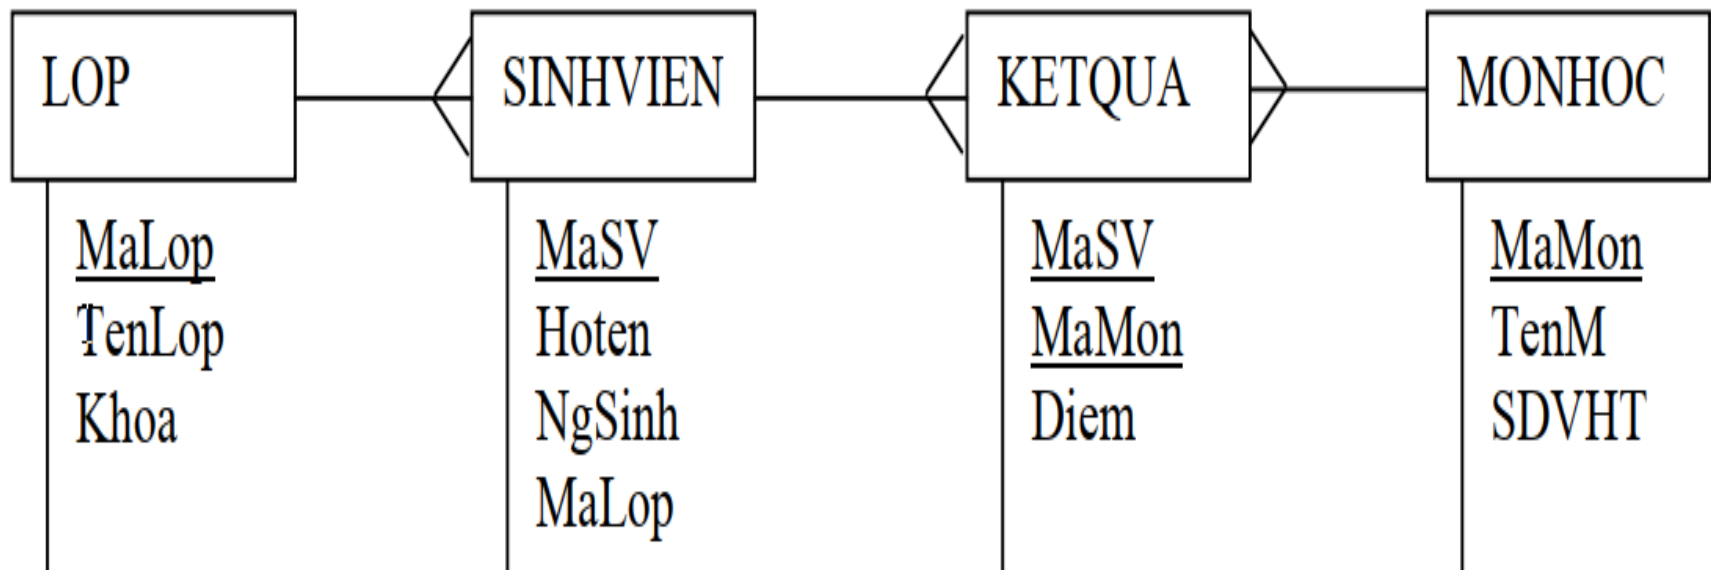 LOP
MaLop
TenLop
Khoa
SINHVIEN
MaSV
Hoten
NgSinh
MaLop
KETQUA
MaSV
MaMon
Diem
MONHOC
MaMon
TenM
SDVHT